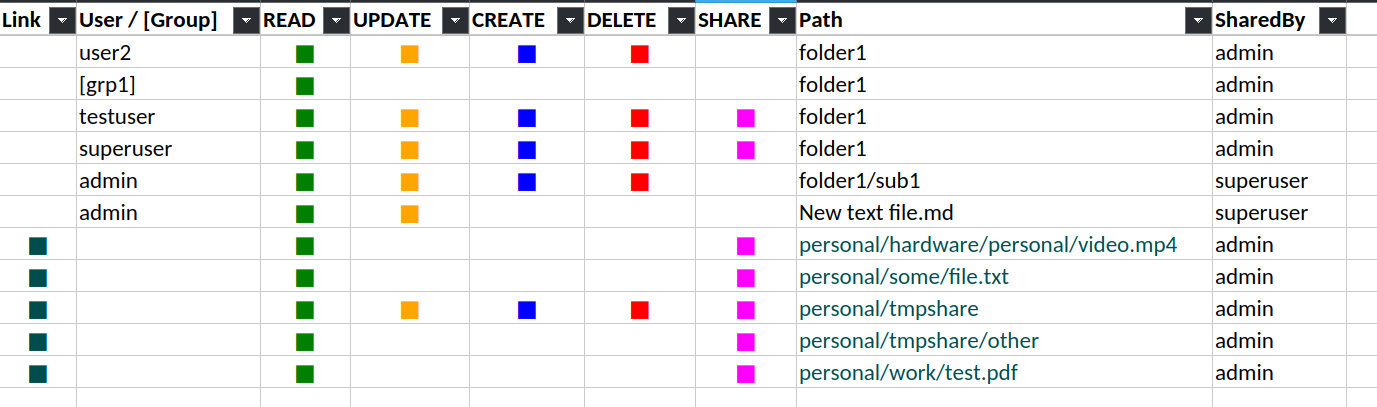 Link User / [Group] READ UPDATE CREATE DELETE SHARE Path SharedBy
user2 folder1 admin
[grp1] folder1 admin
testuser folder1 admin
superuser folder1 admin
admin folder1/sub1 superuser
admin New text file.md superuser
personal/hardware/personal/video.mp4 admin
personal/some/file.txt admin
personal/tmpshare admin
personal/tmpshare/other admin
personal/work/test.pdf admin